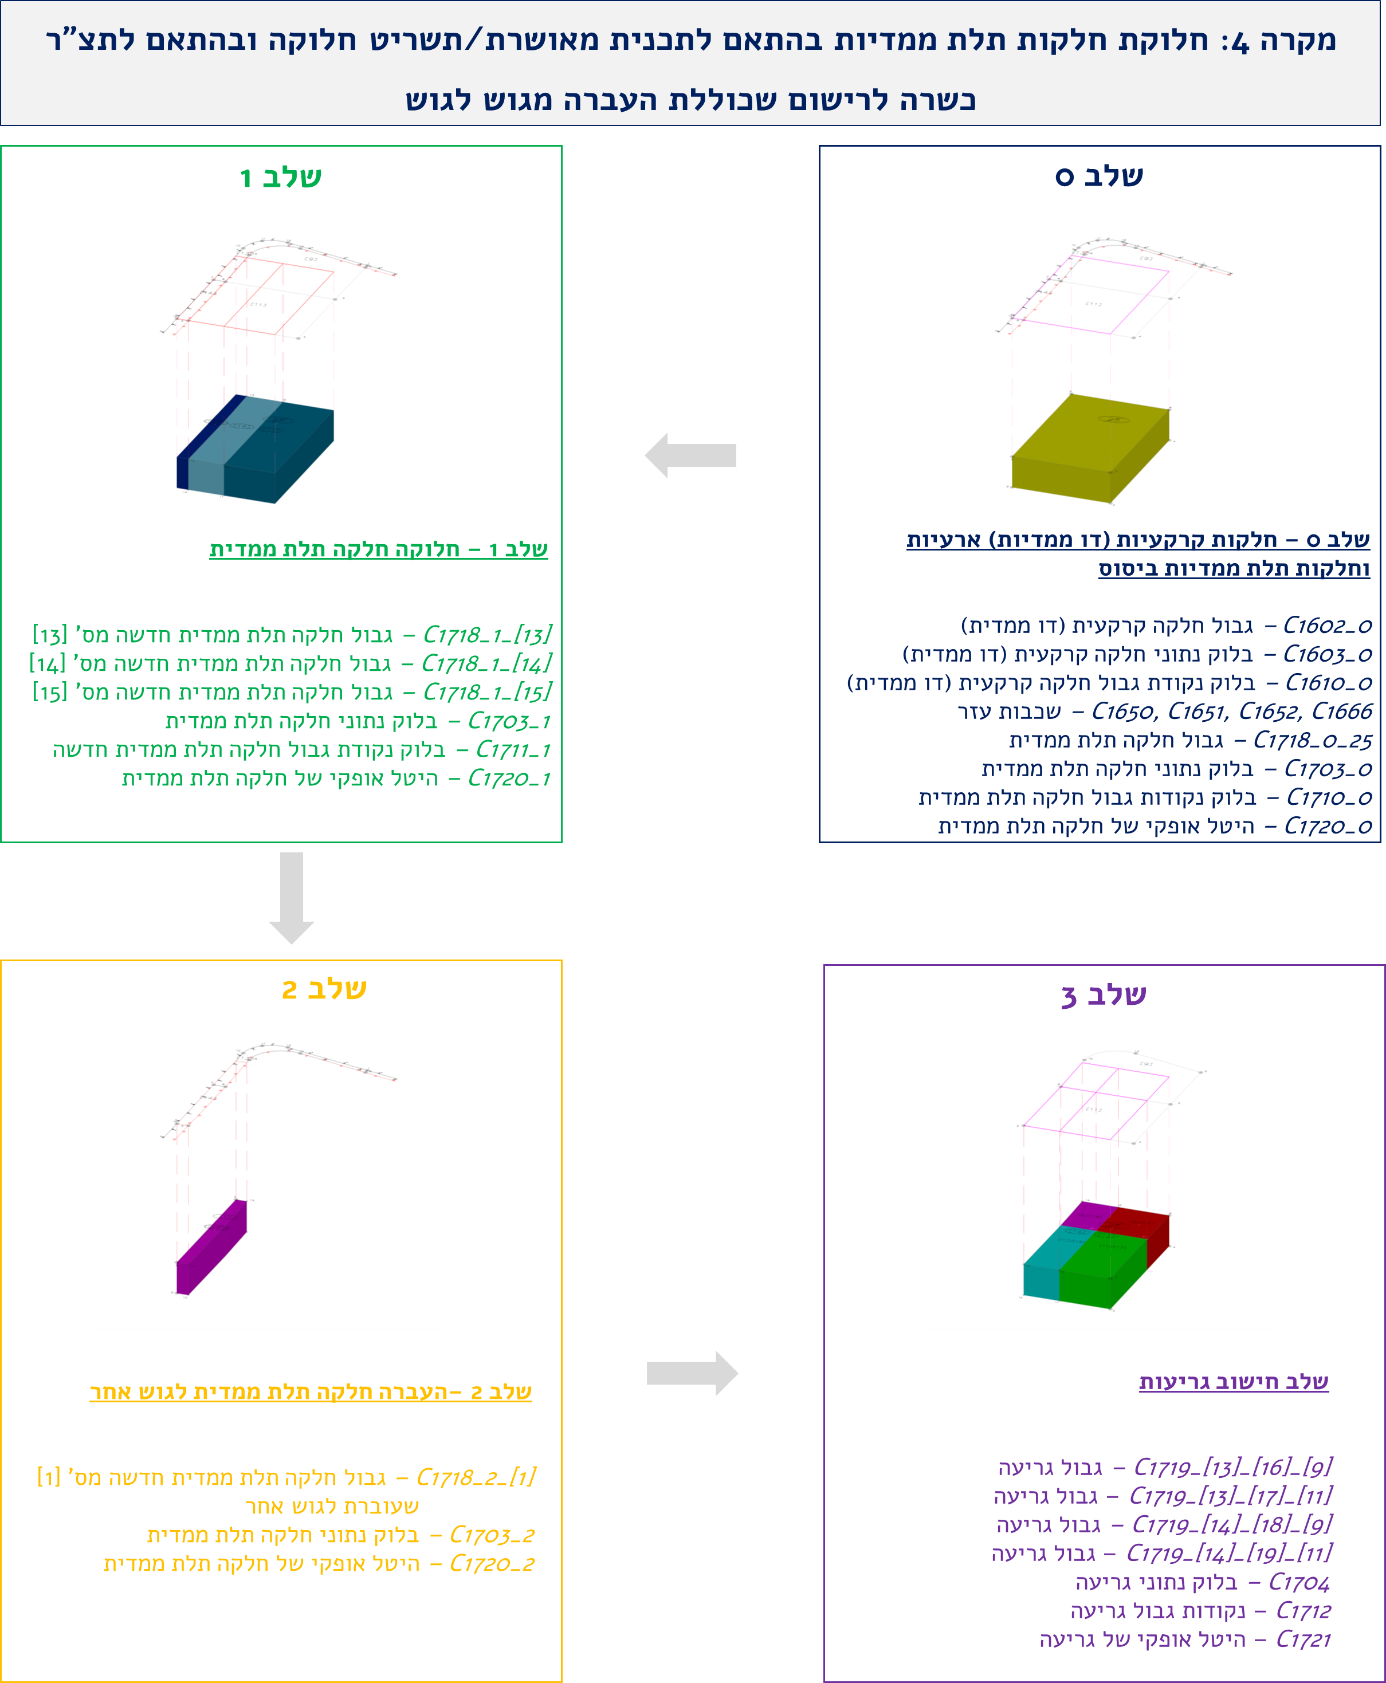 מקרה 4: חלוקת חלקות תלת ממדיות בהתאם לתכנית מאושרת/תשריט חלוקה ובהתאם לתצ"ר
כשרה לרישום שכוללת העברה מגוש לגוש
שלב 0
שלב 0 – חלקות קרקעיות (דו ממדיות) ארעיות
וחלקות תלת ממדיות ביסוס
C1602_0 – גבול חלקה קרקעית (דו ממדית)
C1603_0 – בלוק נתוני חלקה קרקעית (דו ממדית)
C1610_0 – בלוק נקודת גבול חלקה קרקעית (דו ממדית)
C1650, C1651, C1652, C1666 – שכבות עזר
C1718_0_25 – גבול חלקה תלת ממדית
C1703_0 – בלוק נתוני חלקה תלת ממדית
C1710_0 – בלוק נקודות גבול חלקה תלת ממדית
C1720_0 – היטל אופקי של חלקה תלת ממדית
שלב 1
שלב 1 – חלוקה חלקה תלת ממדית
C1718_1_[13] – גבול חלקה תלת ממדית חדשה מס' [13]
C1718_1_[14] – גבול חלקה תלת ממדית חדשה מס' [14]
C1718_1_[15] – גבול חלקה תלת ממדית חדשה מס' [15]
C1703_1 – בלוק נתוני חלקה תלת ממדית
C1711_1 – בלוק נקודת גבול חלקה תלת ממדית חדשה
C1720_1 – היטל אופקי של חלקה תלת ממדית
שלב 2
שלב 2 –העברה חלקה תלת ממדית לגוש אחר
C1718_2_[1] – גבול חלקה תלת ממדית חדשה מס' [1]
שעוברת לגוש אחר
C1703_2 – בלוק נתוני חלקה תלת ממדית
C1720_2 – היטל אופקי של חלקה תלת ממדית
שלב 3
שלב חישוב גריעות
C1719_[13]_[16]_[9] – גבול גריעה
C1719_[13]_[17]_[11] – גבול גריעה
C1719_[14]_[18]_[9] – גבול גריעה
C1719_[14]_[19]_[11] – גבול גריעה
C1704 – בלוק נתוני גריעה
C1712 – נקודות גבול גריעה
C1721 – היטל אופקי של גריעה